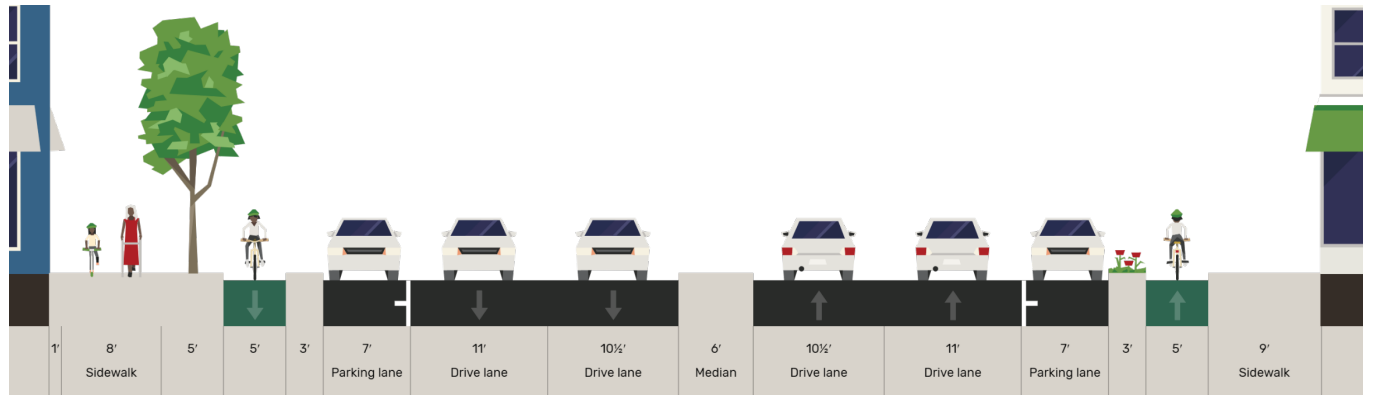 1′ 8′ 5′ 5′ 3′ 7′ 11′ 10½′ 6′ 10½′ 11′ 7′ 3′ 5′ 9′
Sidewalk Parking lane Drive lane Drive lane Median Drive lane Drive lane Parking lane Sidewalk